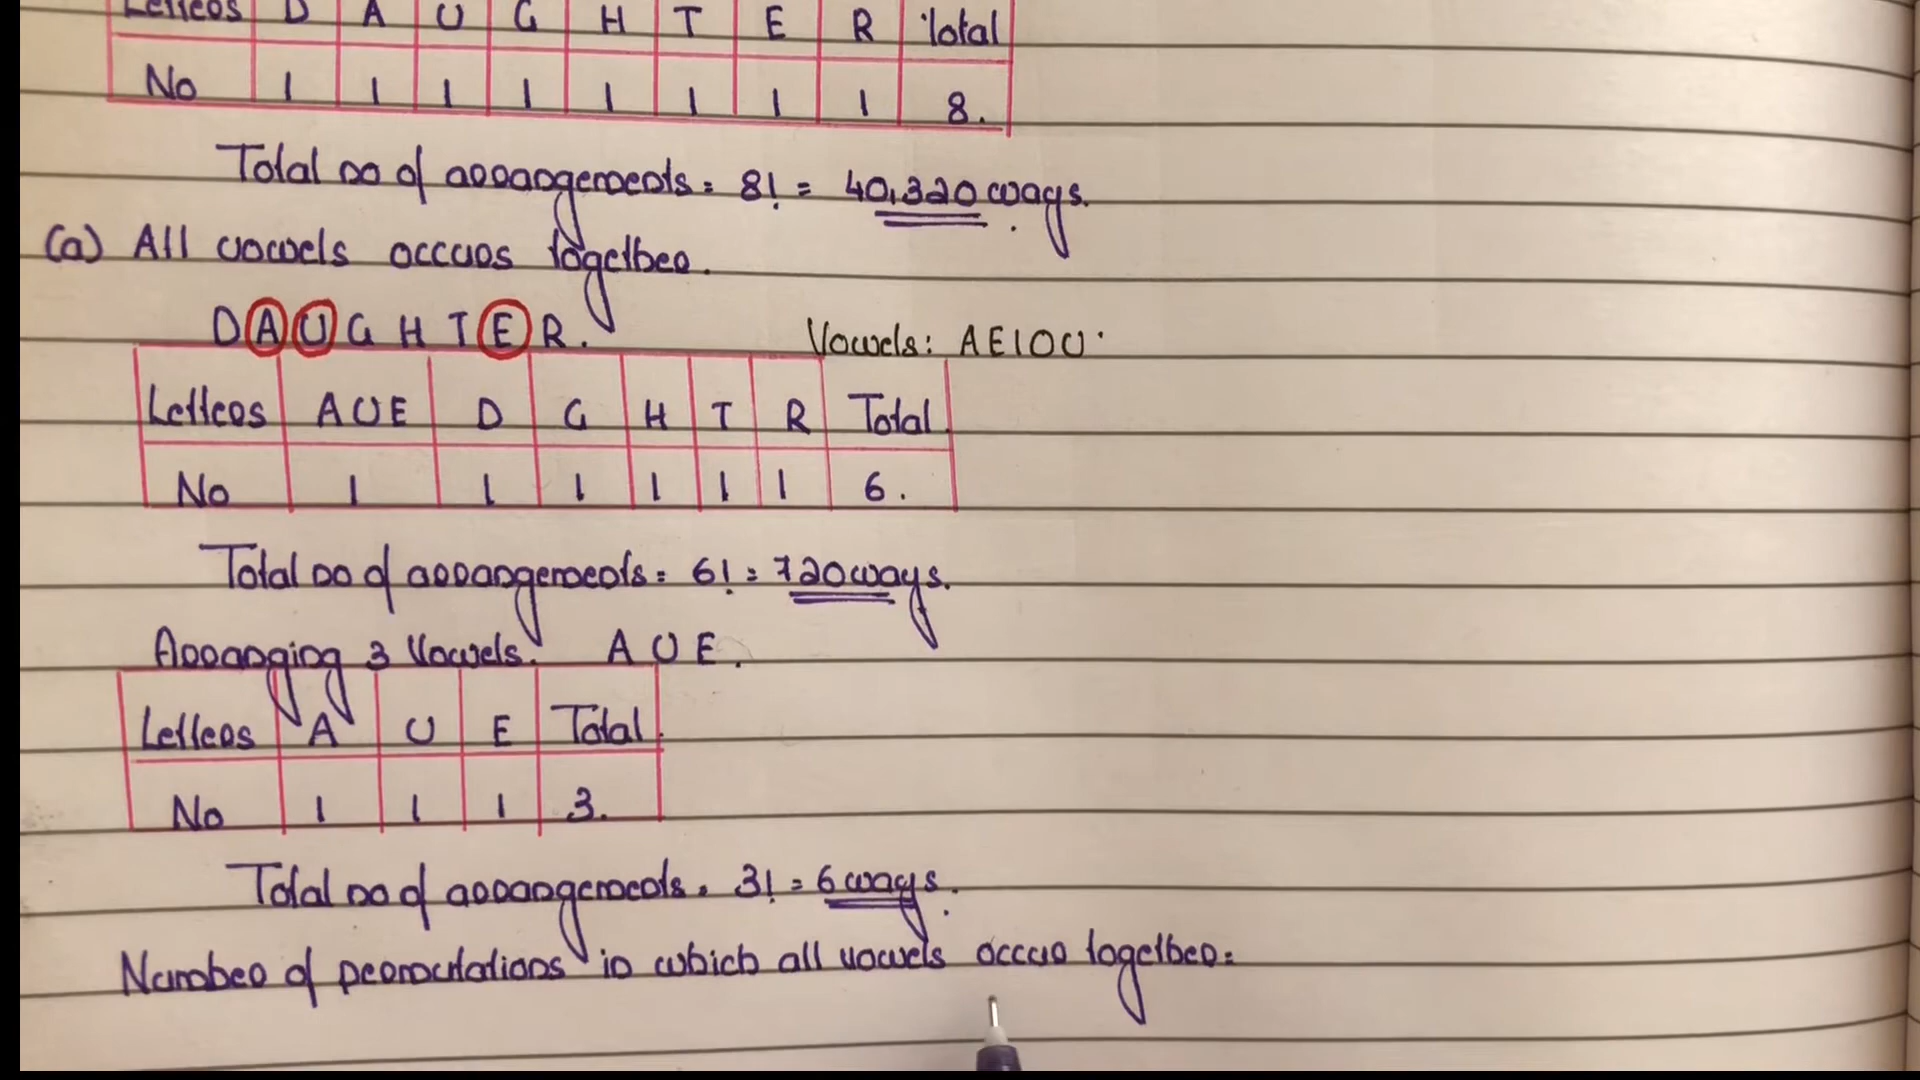 Letters D A U G H T E R Total
No 1 1 1 1 1 1 1 1 8.
Total no of arrangements = 8! = 40,320 ways.
(a) All vowels occurs together.
DAUGHTER. Vowels: AEIOU.
Letters AUE D G H T R Total
No 1 1 1 1 1 1 6.
Total no of arrangements = 6! = 720 ways.
Arranging 3 Vowels. A U E.
Letters A U E Total
No 1 1 1 3.
Total no of arrangements = 3! = 6 ways.
Number of permutations in which all vowels occur together =